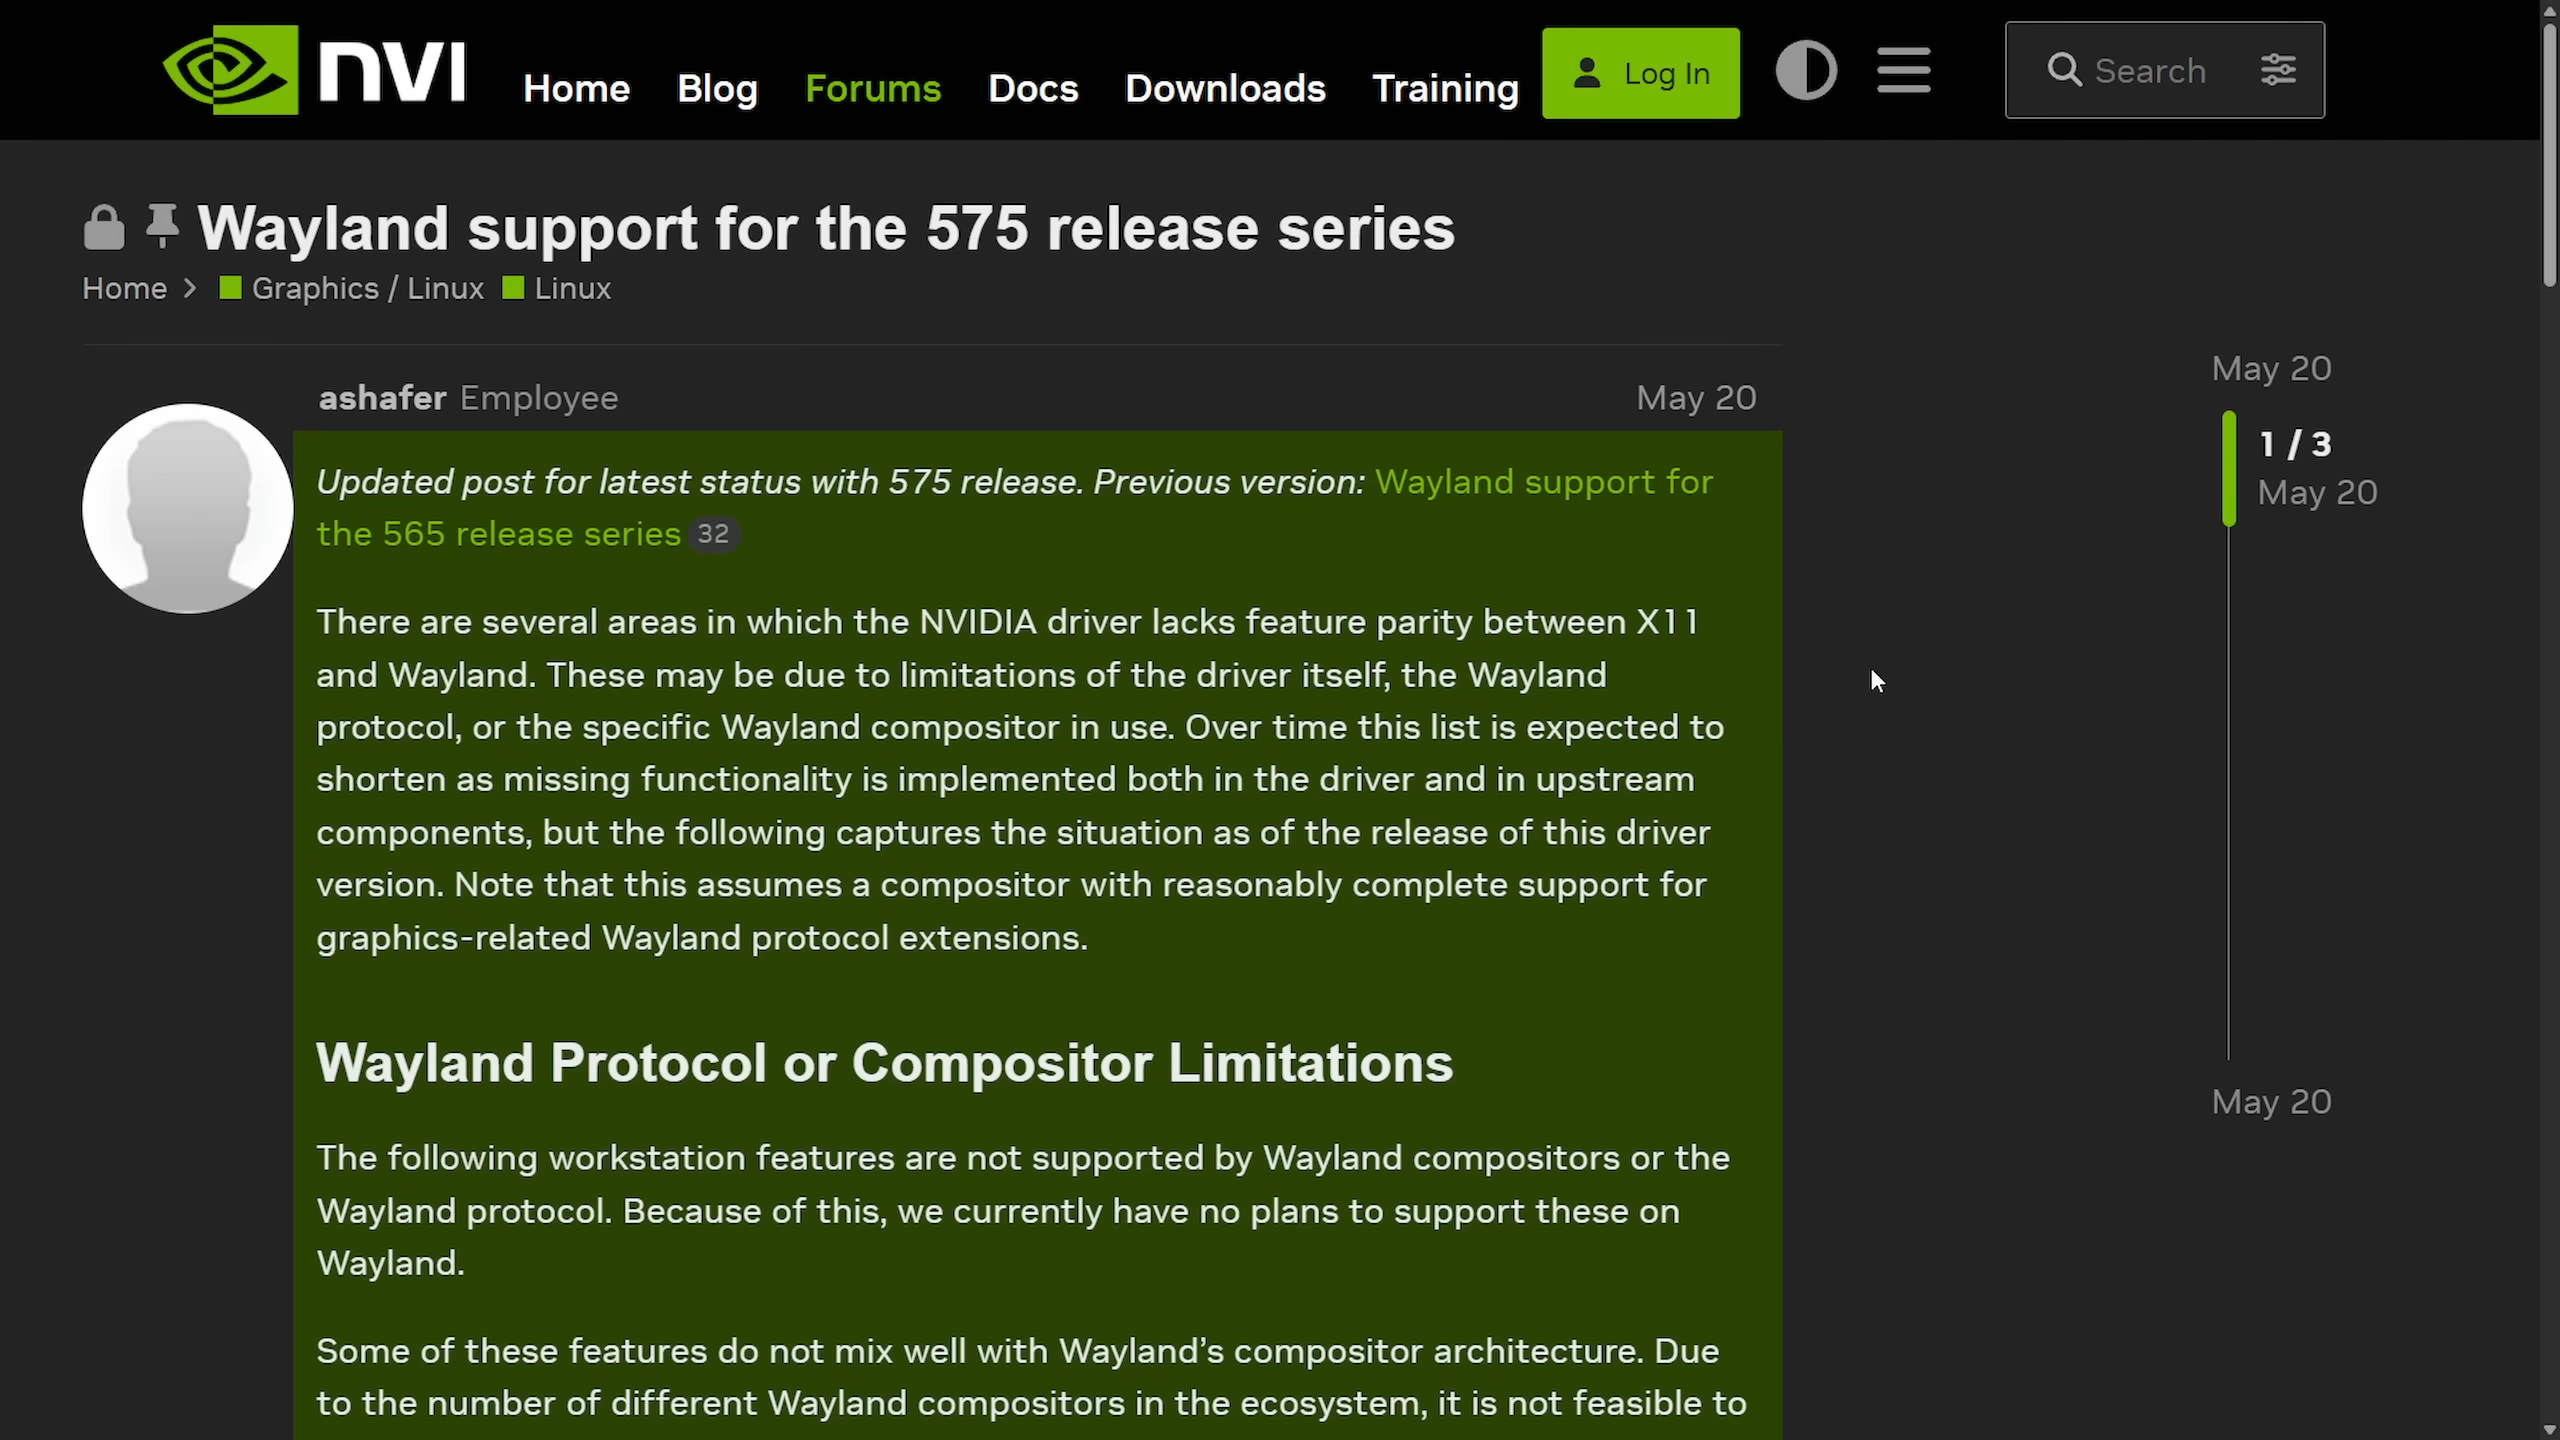 nVI
Home Blog Forums Docs Downloads Training Log In Search
Wayland support for the 575 release series
Home Graphics / Linux Linux
ashafer Employee May 20
Updated post for latest status with 575 release. Previous version: Wayland support for
the 565 release series 32
There are several areas in which the NVIDIA driver lacks feature parity between X11
and Wayland. These may be due to limitations of the driver itself, the Wayland
protocol, or the specific Wayland compositor in use. Over time this list is expected to
shorten as missing functionality is implemented both in the driver and in upstream
components, but the following captures the situation as of the release of this driver
version. Note that this assumes a compositor with reasonably complete support for
graphics-related Wayland protocol extensions.
Wayland Protocol or Compositor Limitations
The following workstation features are not supported by Wayland compositors or the
Wayland protocol. Because of this, we currently have no plans to support these on
Wayland.
Some of these features do not mix well with Wayland’s compositor architecture. Due
to the number of different Wayland compositors in the ecosystem, it is not feasible to
May 20
1 / 3
May 20
May 20